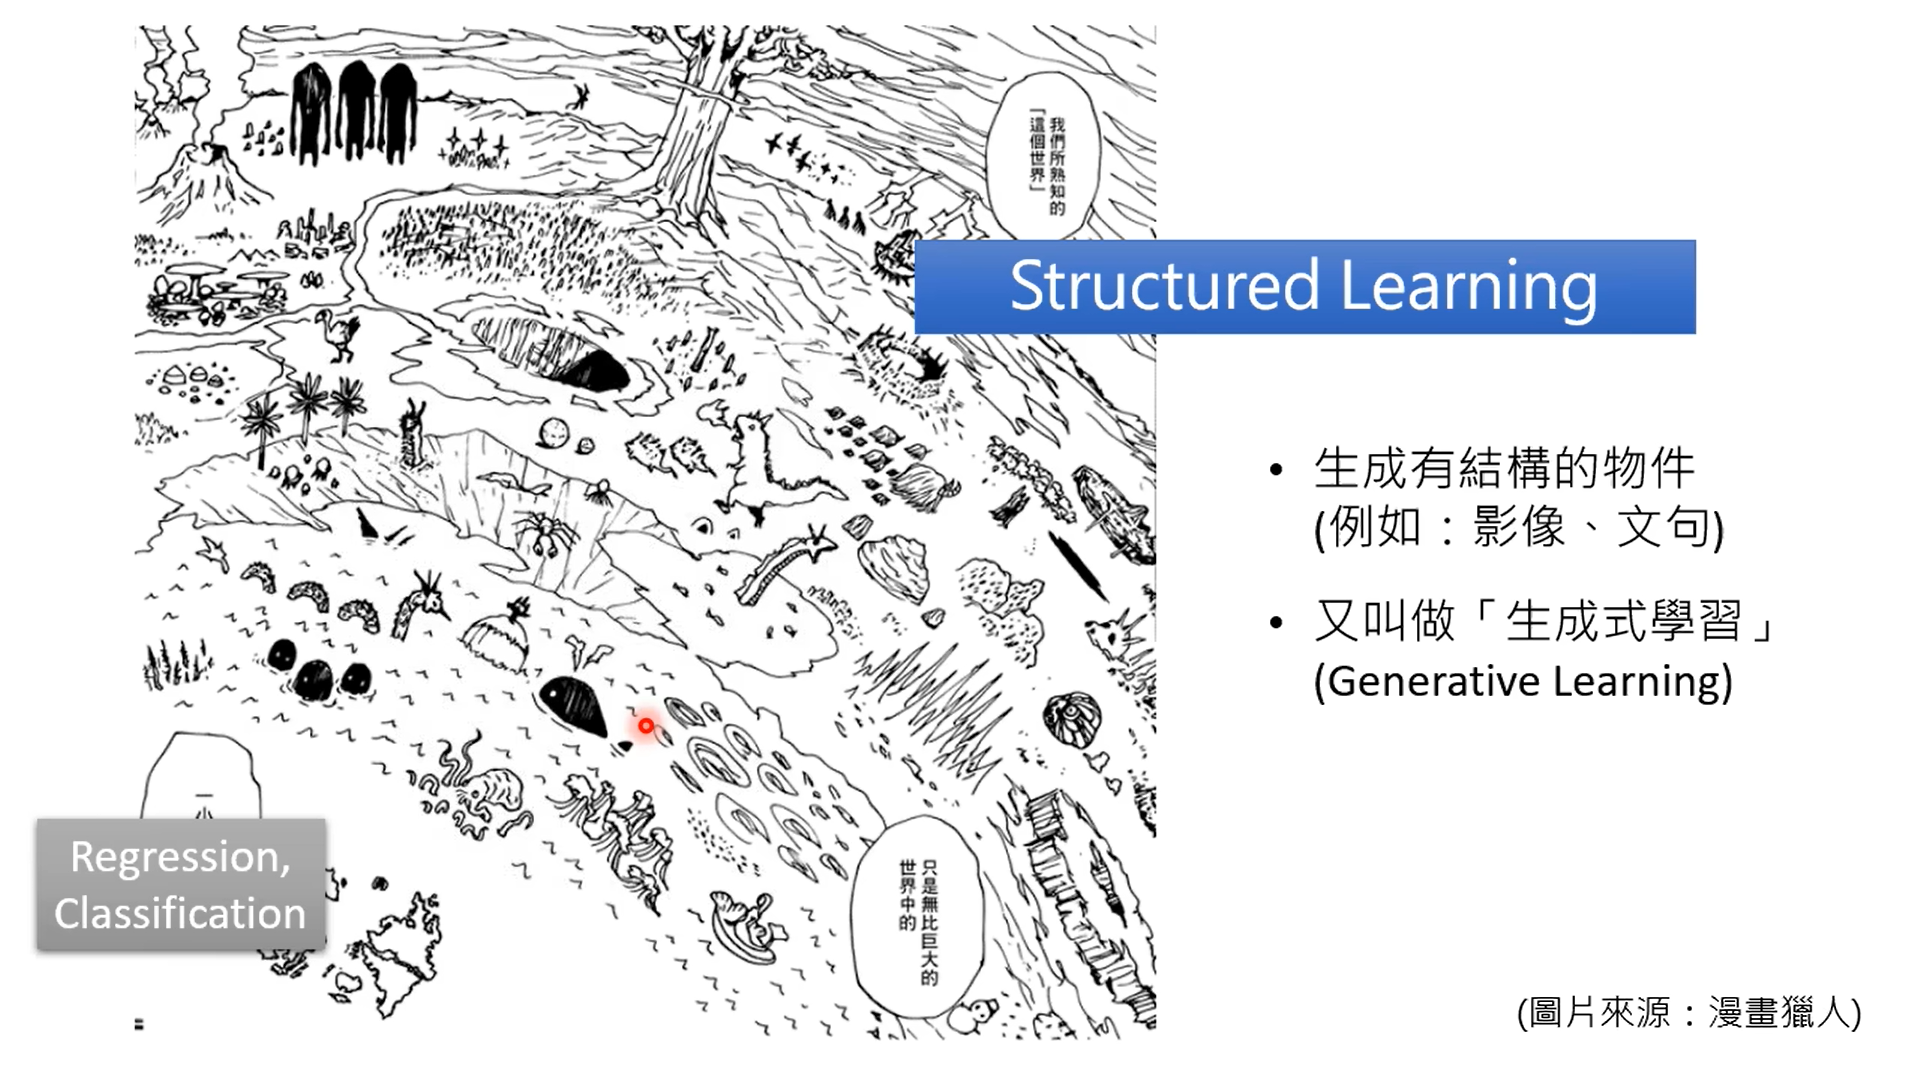 我們所熟知的
「這個世界」
Structured Learning
• 生成有結構的物件
(例如：影像、文句)
• 又叫做「生成式學習」
(Generative Learning)
一小
Regression,
Classification
只是無比巨大的
世界中的
(圖片來源：漫畫獵人)